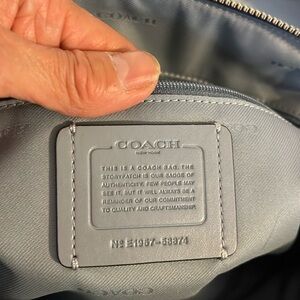 COACH
NEW YORK
THIS IS A COACH BAG. THE
STORYPATCH IS OUR BADGE OF
AUTHENTICITY. FEW PEOPLE MAY
SEE IT, BUT IT WILL ALWAYS BE A
REMINDER OF OUR COMMITMENT
TO QUALITY AND CRAFTSMANSHIP.
Nº E1987-58874